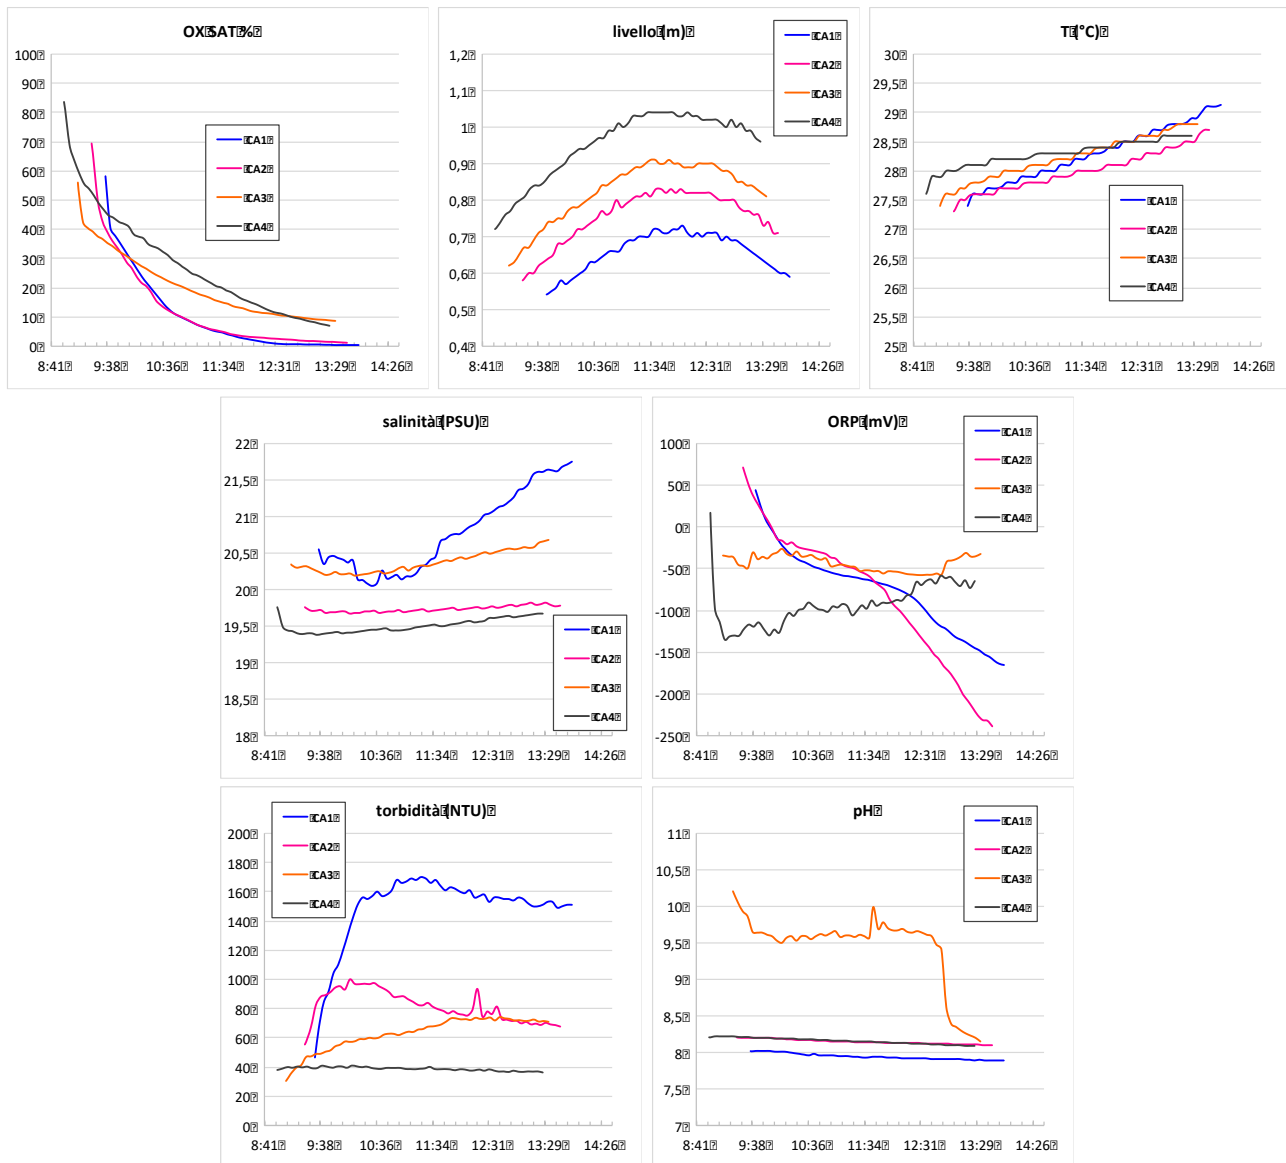 OX SAT %
100
90
80
70
60
50
40
30
20
10
0
8:41 9:38 10:36 11:34 12:31 13:29 14:26
CA1
CA2
CA3
CA4
livello (m)
1,2
1,1
1
0,9
0,8
0,7
0,6
0,5
0,4
8:41 9:38 10:36 11:34 12:31 13:29 14:26
CA1
CA2
CA3
CA4
T (°C)
30
29,5
29
28,5
28
27,5
27
26,5
26
25,5
25
8:41 9:38 10:36 11:34 12:31 13:29 14:26
CA1
CA2
CA3
CA4
salinità (PSU)
22
21,5
21
20,5
20
19,5
19
18,5
18
8:41 9:38 10:36 11:34 12:31 13:29 14:26
CA1
CA2
CA3
CA4
ORP (mV)
100
50
0
-50
-100
-150
-200
-250
8:41 9:38 10:36 11:34 12:31 13:29 14:26
CA1
CA2
CA3
CA4
torbidità (NTU)
200
180
160
140
120
100
80
60
40
20
0
8:41 9:38 10:36 11:34 12:31 13:29 14:26
CA1
CA2
CA3
CA4
pH
11
10,5
10
9,5
9
8,5
8
7,5
7
8:41 9:38 10:36 11:34 12:31 13:29 14:26
CA1
CA2
CA3
CA4